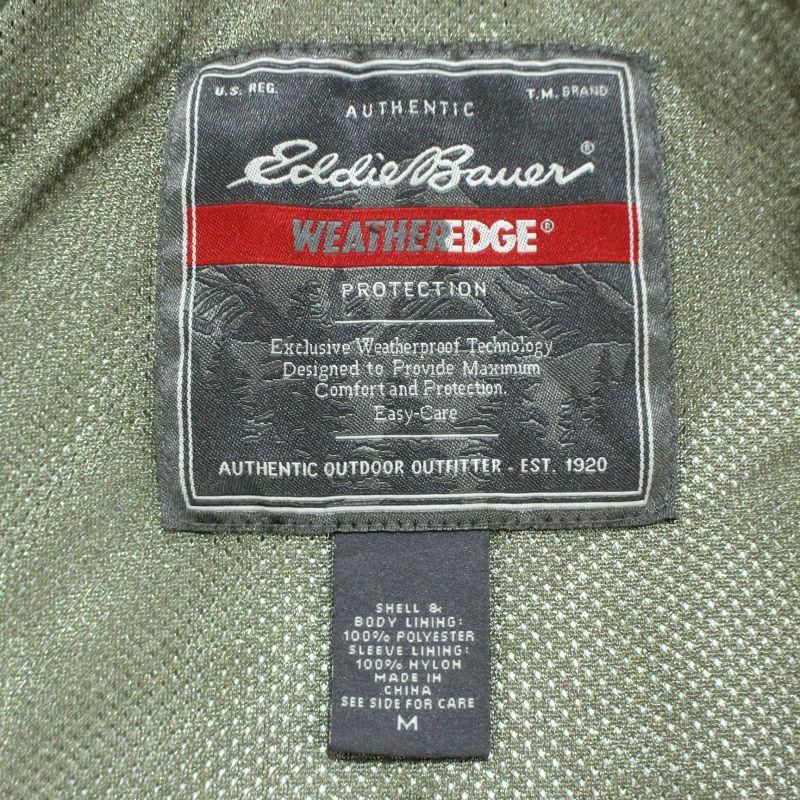 U.S. REG. T.M. BRAND
AUTHENTIC
Eddie Bauer®
WEATHEREDGE®
PROTECTION
Exclusive Weatherproof Technology
Designed to Provide Maximum
Comfort and Protection.
Easy-Care
AUTHENTIC OUTDOOR OUTFITTER - EST. 1920
SHELL &
BODY LINING:
100% POLYESTER
SLEEVE LINING:
100% NYLON
MADE IN
CHINA
SEE SIDE FOR CARE
M